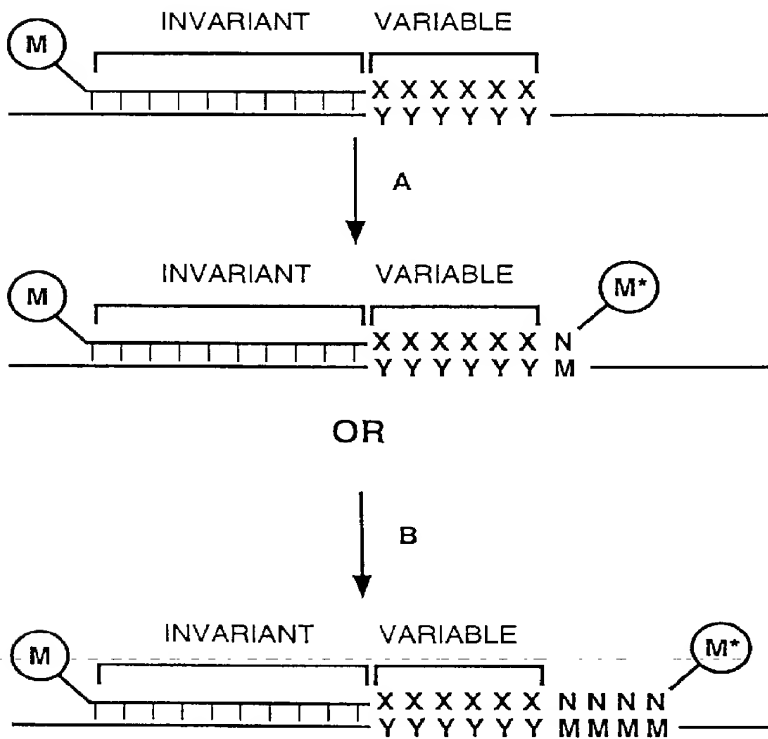 INVARIANT VARIABLE
M
X X X X X X
Y Y Y Y Y Y
A
INVARIANT VARIABLE
M M*
X X X X X X N
Y Y Y Y Y Y M
OR
B
INVARIANT VARIABLE
M M*
X X X X X X N N N N
Y Y Y Y Y Y M M M M